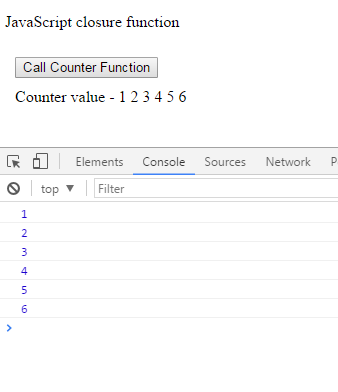 JavaScript closure function
Call Counter Function
Counter value - 1 2 3 4 5 6
Elements Console Sources Network P
top ▼ Filter
1
2
3
4
5
6
>